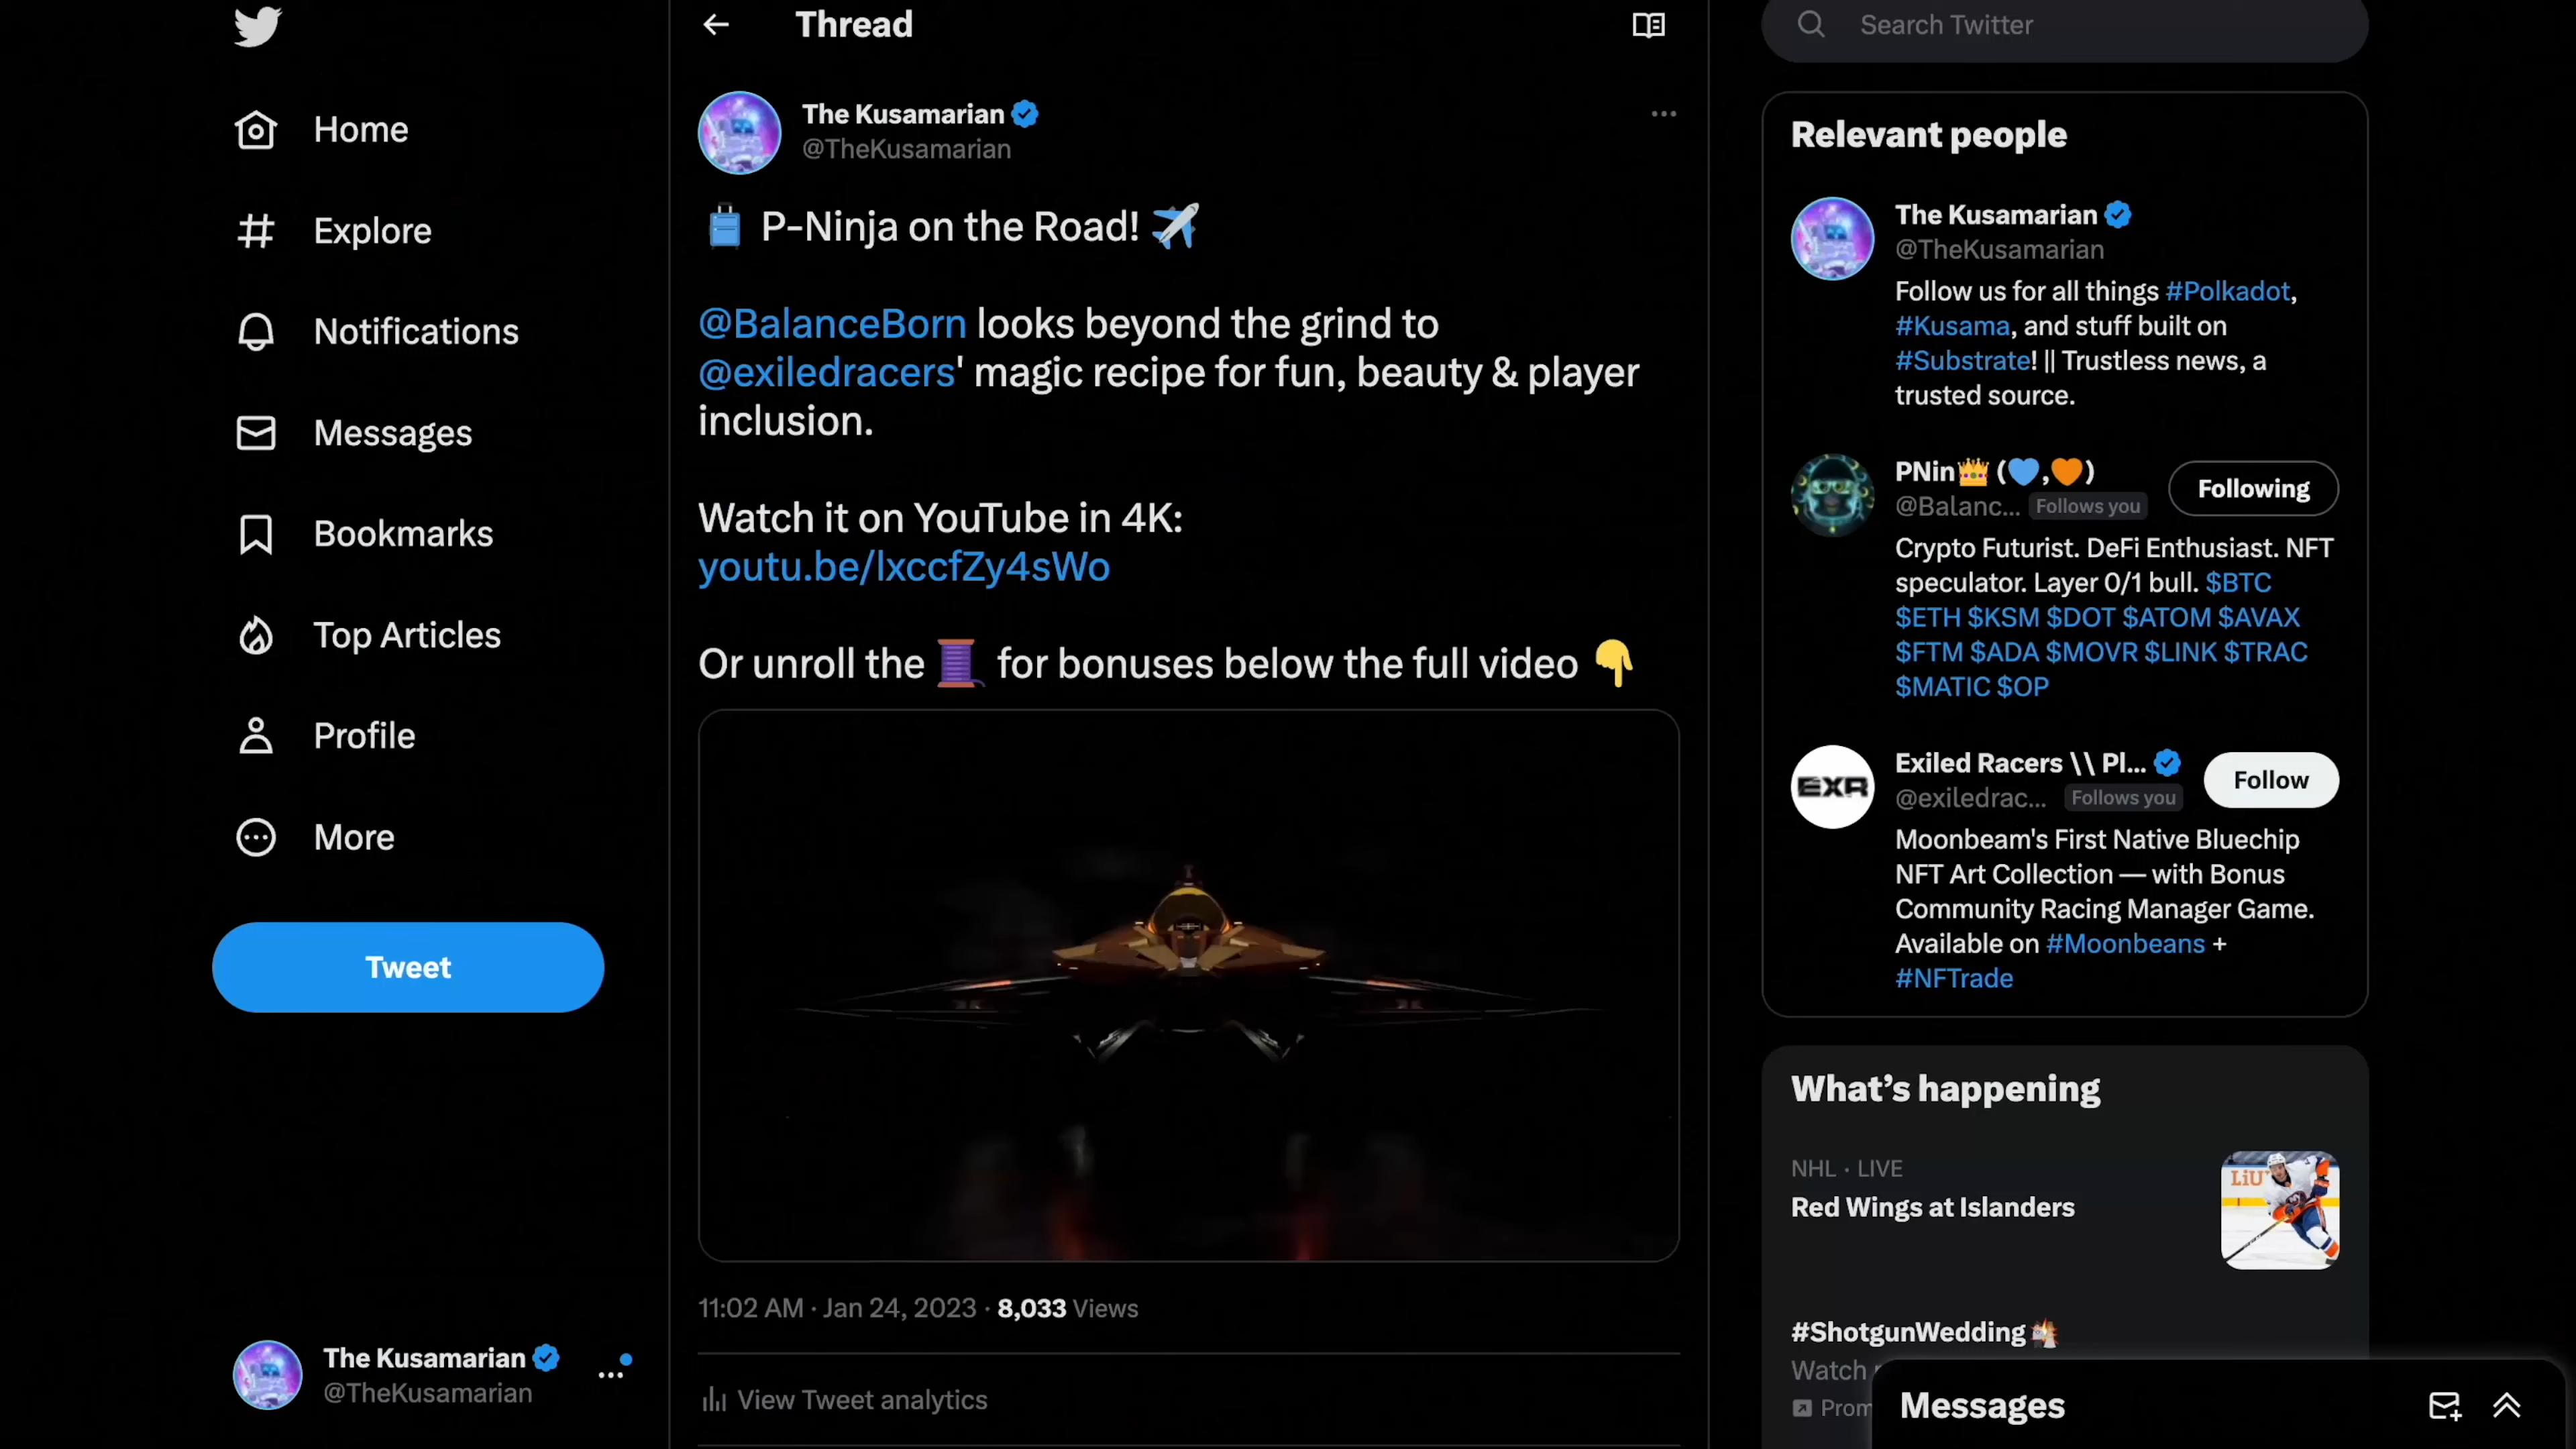 Home
Explore
Notifications
Messages
Bookmarks
Top Articles
Profile
More
Tweet
The Kusamarian
@TheKusamarian
Thread
The Kusamarian
@TheKusamarian
P-Ninja on the Road!
@BalanceBorn looks beyond the grind to
@exiledracers' magic recipe for fun, beauty & player
inclusion.
Watch it on YouTube in 4K:
youtu.be/lxccfZy4sWo
Or unroll the 🧵 for bonuses below the full video 👇
11:02 AM · Jan 24, 2023 · 8,033 Views
View Tweet analytics
Search Twitter
Relevant people
The Kusamarian
@TheKusamarian
Follow us for all things #Polkadot,
#Kusama, and stuff built on
#Substrate! || Trustless news, a
trusted source.
PNin👑 (💙,🧡)
@Balanc... Follows you
Following
Crypto Futurist. DeFi Enthusiast. NFT
speculator. Layer 0/1 bull. $BTC
$ETH $KSM $DOT $ATOM $AVAX
$FTM $ADA $MOVR $LINK $TRAC
$MATIC $OP
EXR
Exiled Racers \\ Pl...
@exiledrac... Follows you
Follow
Moonbeam's First Native Bluechip
NFT Art Collection — with Bonus
Community Racing Manager Game.
Available on #Moonbeans +
#NFTrade
What's happening
NHL · LIVE
Red Wings at Islanders
LiU
#ShotgunWedding
Watch
Prom
Messages